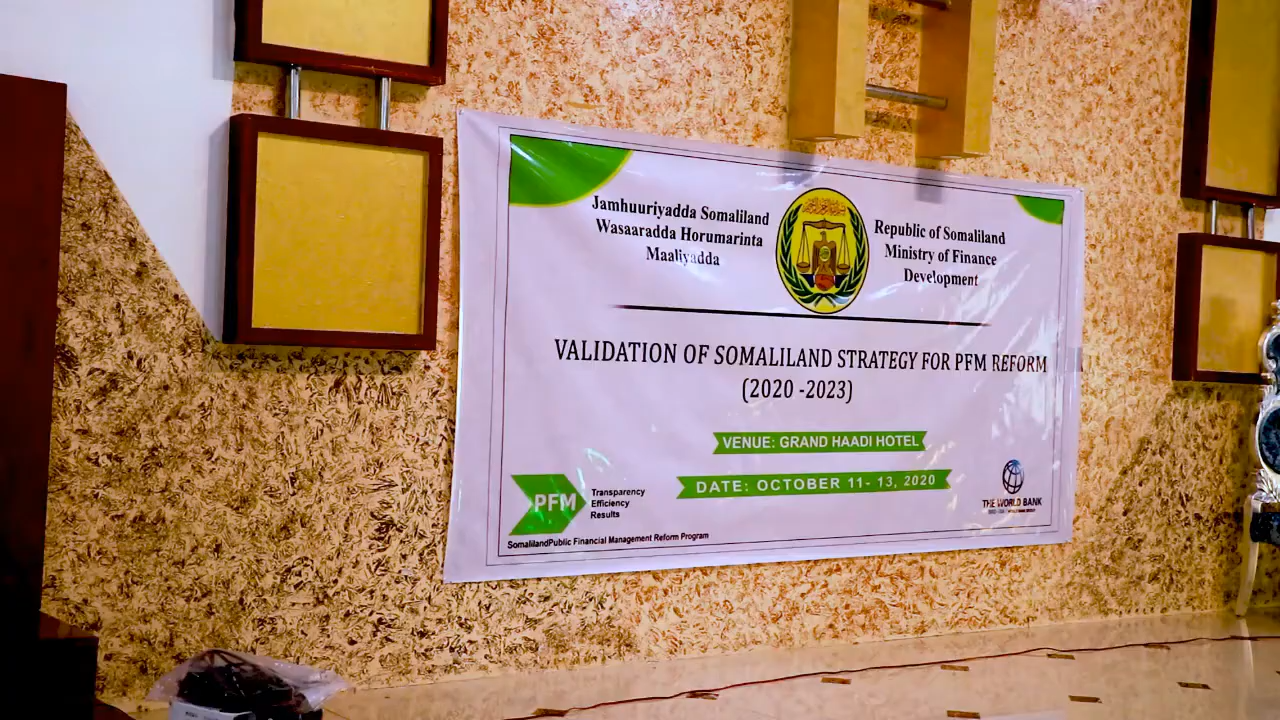 Jamhuuriyadda Somaliland
Wasaaradda Horumarinta
Maaliyadda
Republic of Somaliland
Ministry of Finance
Development
VALIDATION OF SOMALILAND STRATEGY FOR PFM REFORM
(2020 -2023)
VENUE: GRAND HAADI HOTEL
DATE: OCTOBER 11- 13, 2020
PFM
Transparency
Efficiency
Results
SomalilandPublic Financial Management Reform Program
THE WORLD BANK